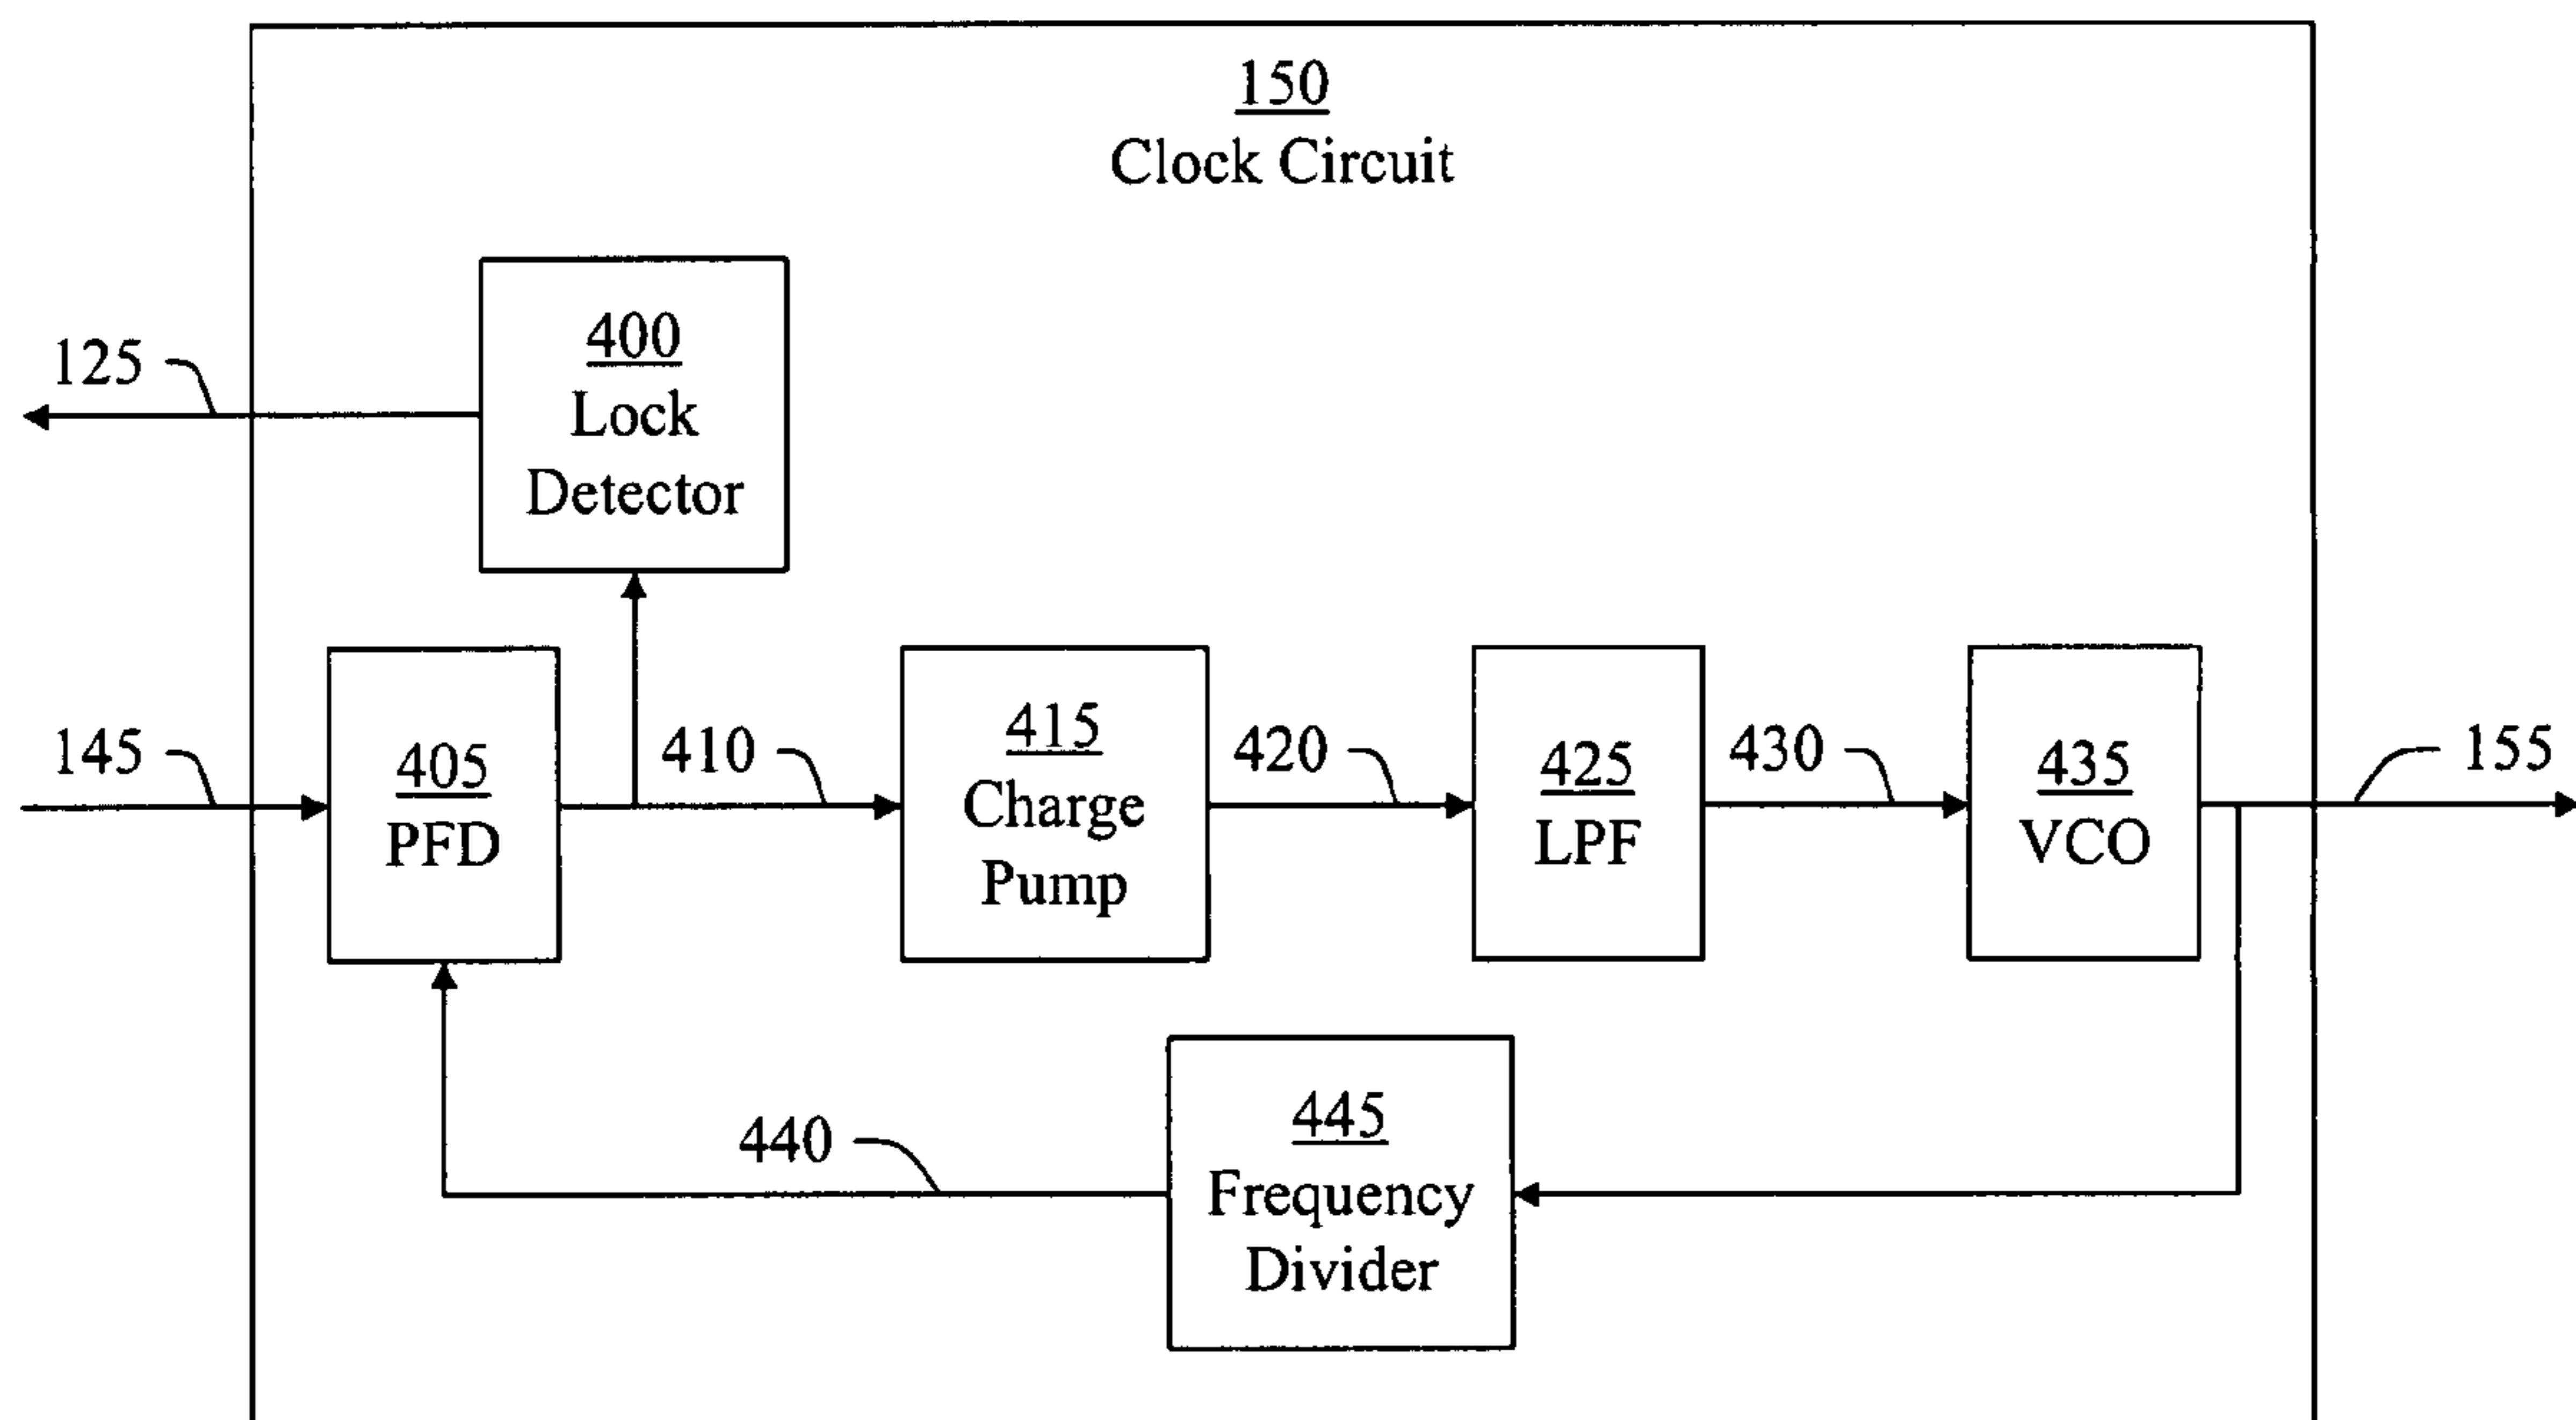 150
Clock Circuit
400
Lock
Detector
125
145
405
PFD
410
415
Charge
Pump
420
425
LPF
430
435
VCO
155
440
445
Frequency
Divider